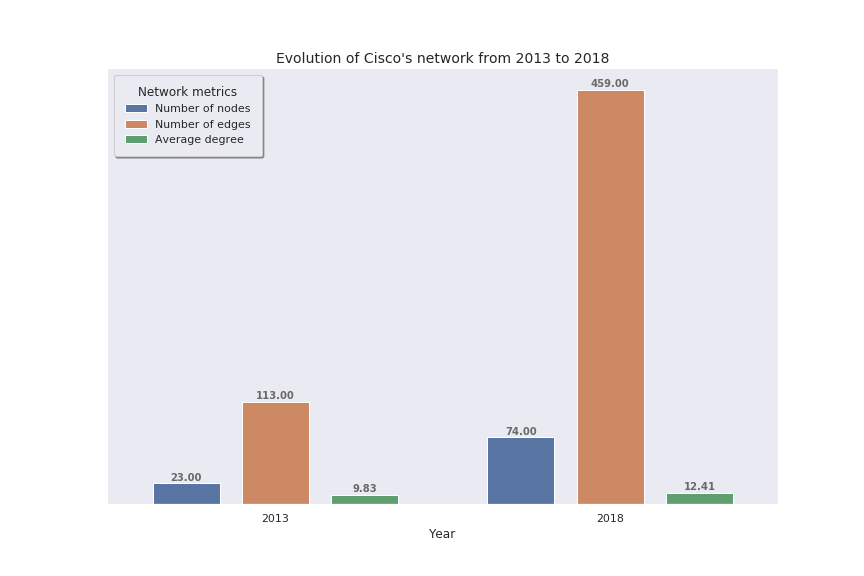 Evolution of Cisco's network from 2013 to 2018
Network metrics
Number of nodes
Number of edges
Average degree
459.00
113.00
74.00
23.00
9.83
12.41
2013
2018
Year